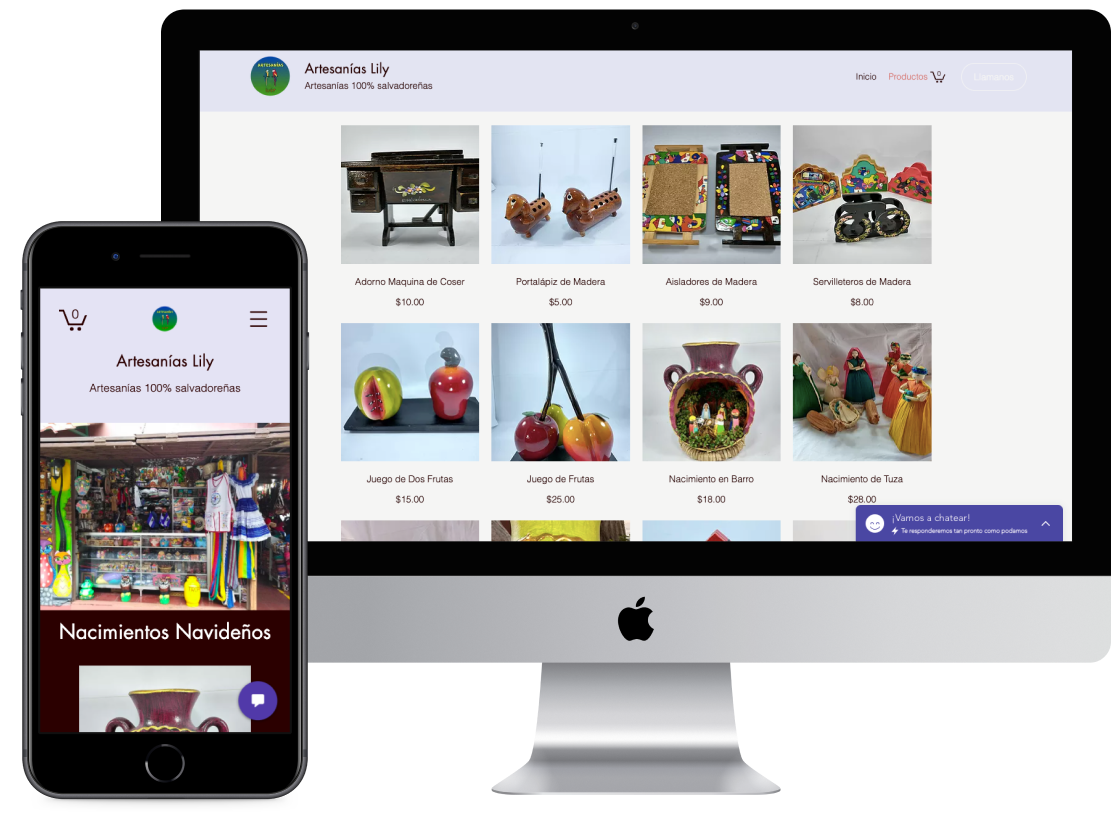 ARTESANÍAS
Artesanías Lily
Artesanías 100% salvadoreñas
Inicio
Productos
0
Llámanos
Adorno Maquina de Coser
$10.00
Portalápiz de Madera
$5.00
Aisladores de Madera
$9.00
Servilleteros de Madera
$8.00
Juego de Dos Frutas
$15.00
Juego de Frutas
$25.00
Nacimiento en Barro
$18.00
Nacimiento de Tuza
$28.00
¡Vamos a chatear!
Te responderemos tan pronto como podamos
0
Artesanías Lily
Artesanías 100% salvadoreñas
Nacimientos Navideños